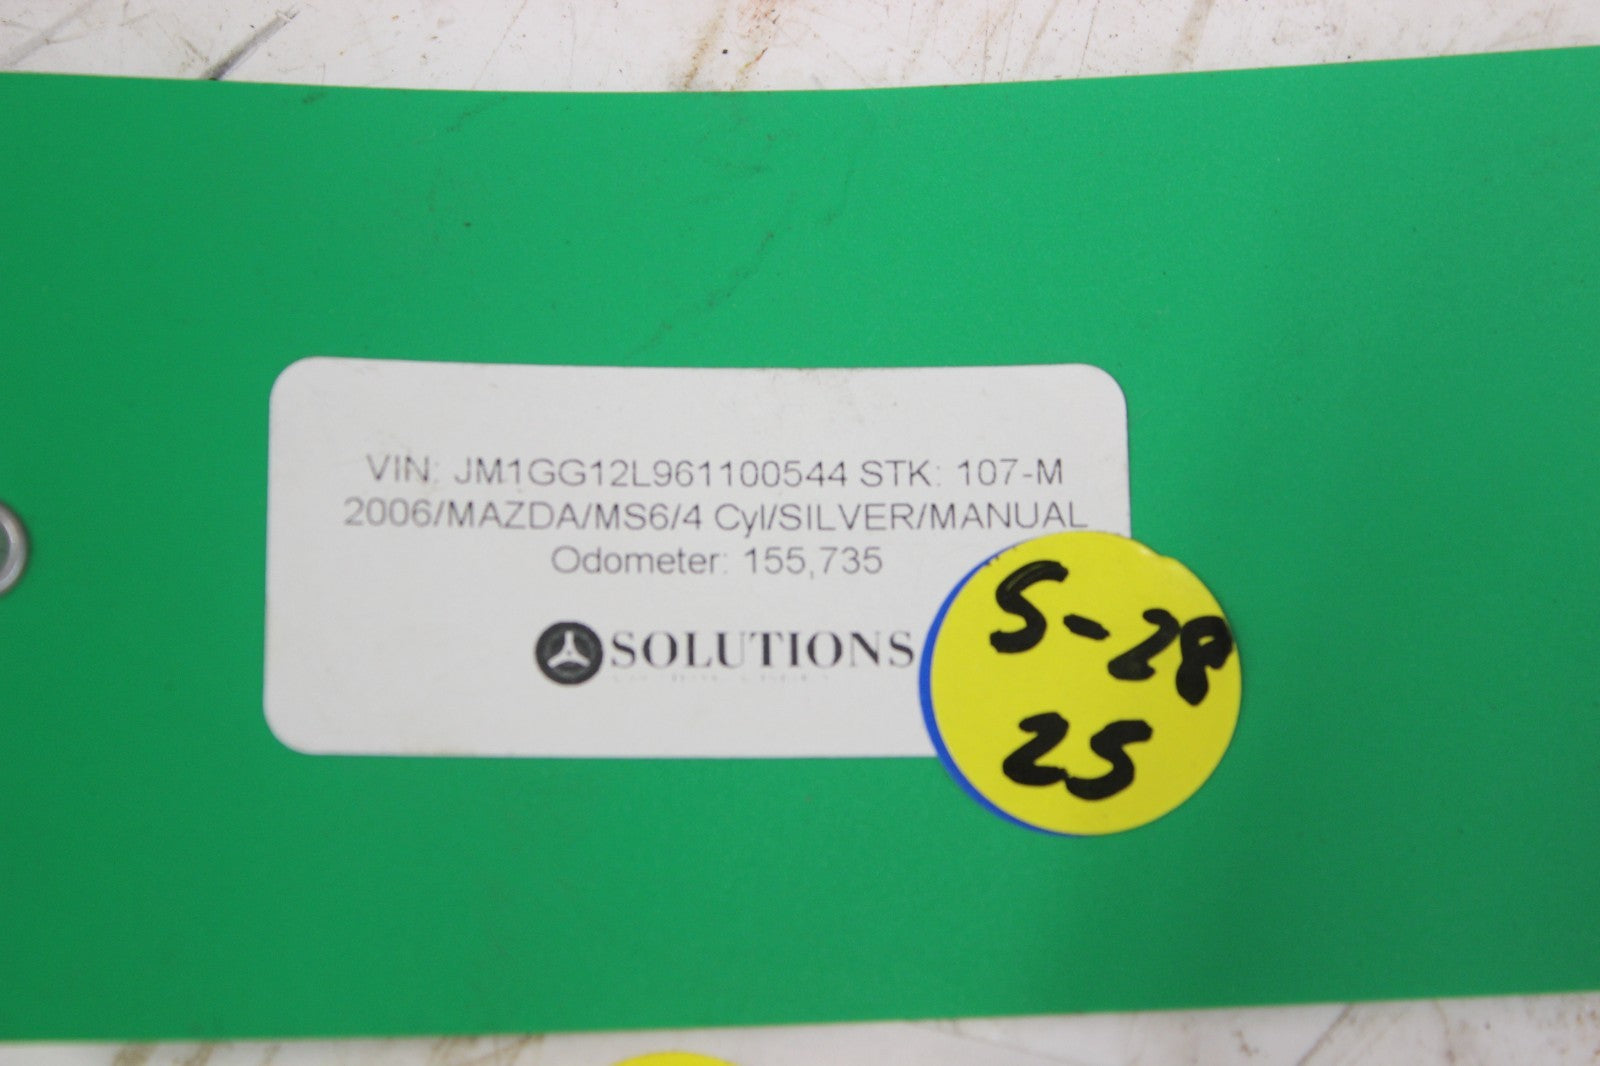 VIN: JM1GG12L961100544 STK: 107-M
2006/MAZDA/MS6/4 Cyl/SILVER/MANUAL
Odometer: 155,735
SOLUTIONS
S-28
25